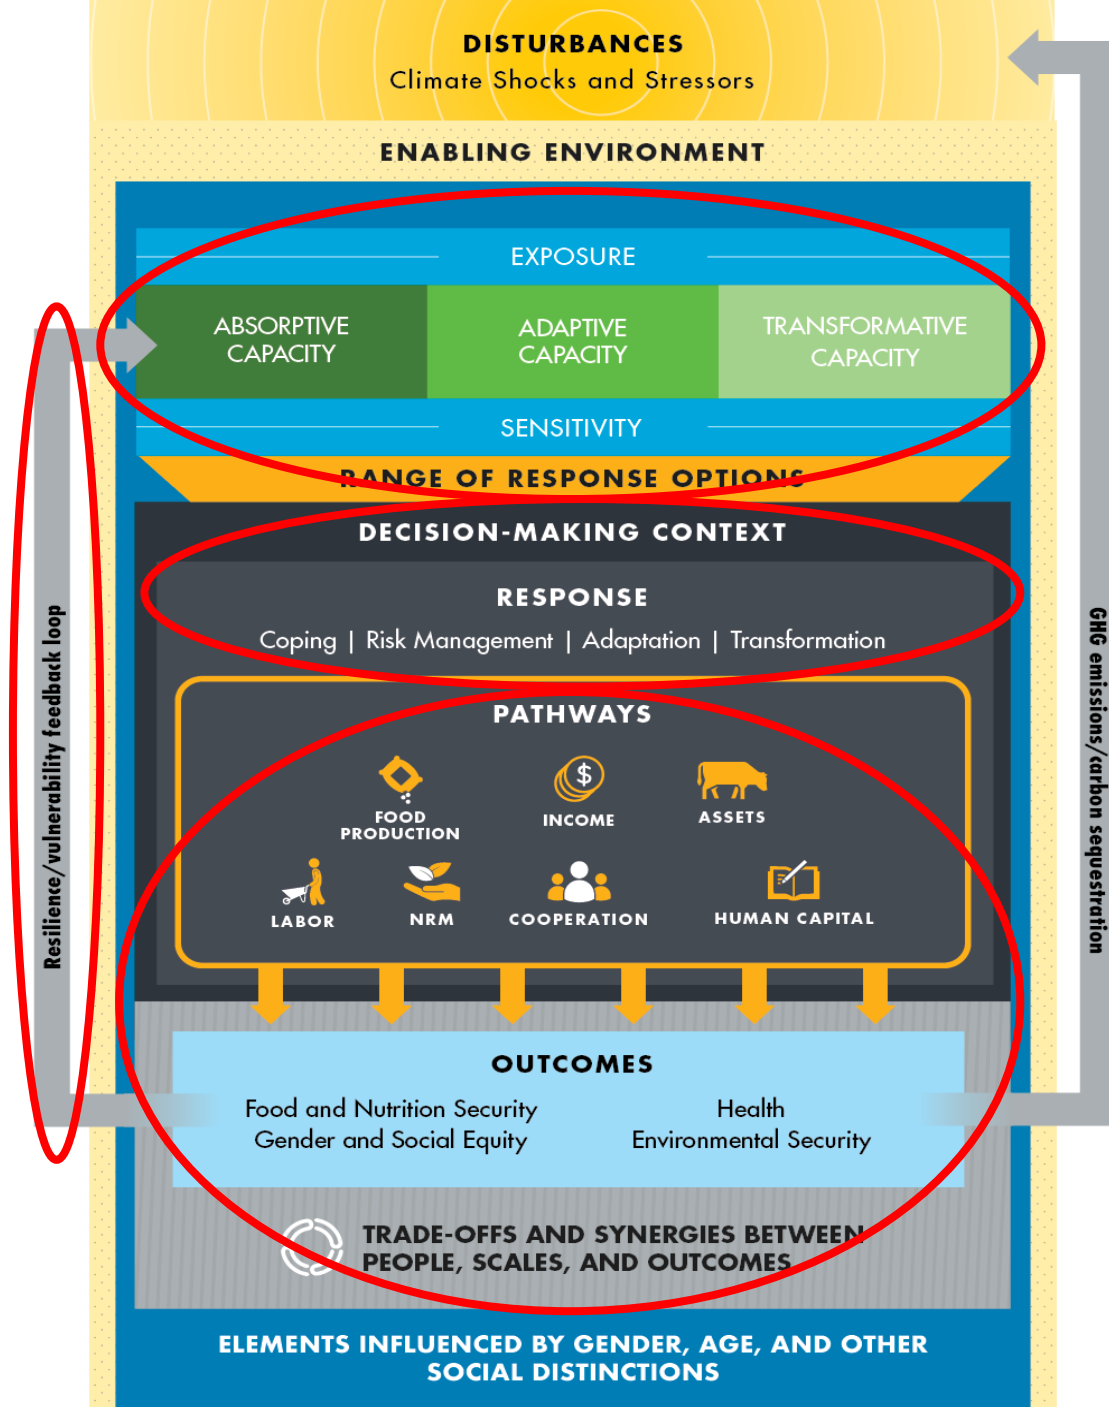 DISTURBANCES
Climate Shocks and Stressors
ENABLING ENVIRONMENT
EXPOSURE
ABSORPTIVE
CAPACITY
ADAPTIVE
CAPACITY
TRANSFORMATIVE
CAPACITY
SENSITIVITY
RANGE OF RESPONSE OPTIONS
DECISION-MAKING CONTEXT
RESPONSE
Coping | Risk Management | Adaptation | Transformation
PATHWAYS
FOOD
PRODUCTION
INCOME
$
ASSETS
LABOR
NRM
COOPERATION
HUMAN CAPITAL
OUTCOMES
Food and Nutrition Security
Gender and Social Equity
Health
Environmental Security
TRADE-OFFS AND SYNERGIES BETWEEN
PEOPLE, SCALES, AND OUTCOMES
ELEMENTS INFLUENCED BY GENDER, AGE, AND OTHER
SOCIAL DISTINCTIONS
Resilience/vulnerability feedback loop
GHG emissions/carbon sequestration